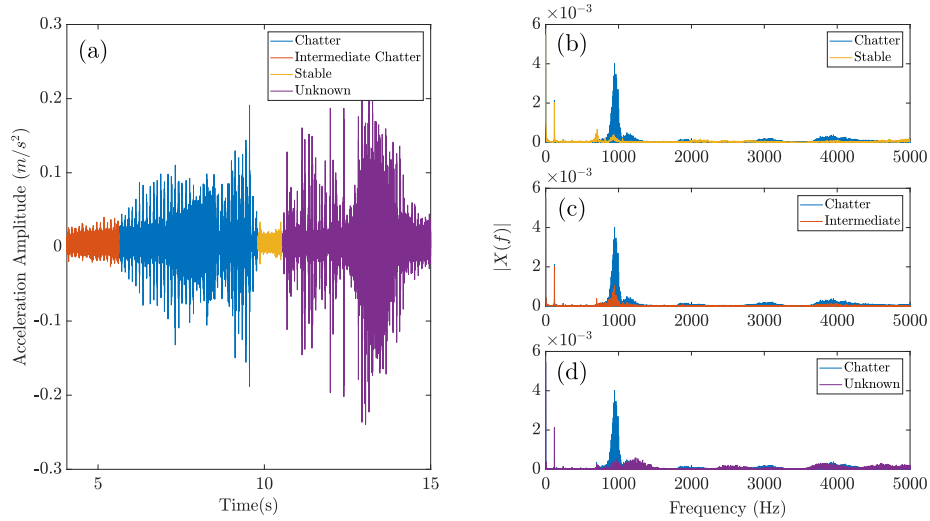 (a)
Chatter
Intermediate Chatter
Stable
Unknown
0.3
0.2
0.1
0
-0.1
-0.2
-0.3
Acceleration Amplitude (m/s²)
5
10
15
Time(s)
×10⁻³
(b)
Chatter
Stable
6
4
2
0
0
1000
2000
3000
4000
5000
×10⁻³
(c)
Chatter
Intermediate
6
4
2
0
|X(f)|
0
1000
2000
3000
4000
5000
×10⁻³
(d)
Chatter
Unknown
6
4
2
0
0
1000
2000
3000
4000
5000
Frequency (Hz)